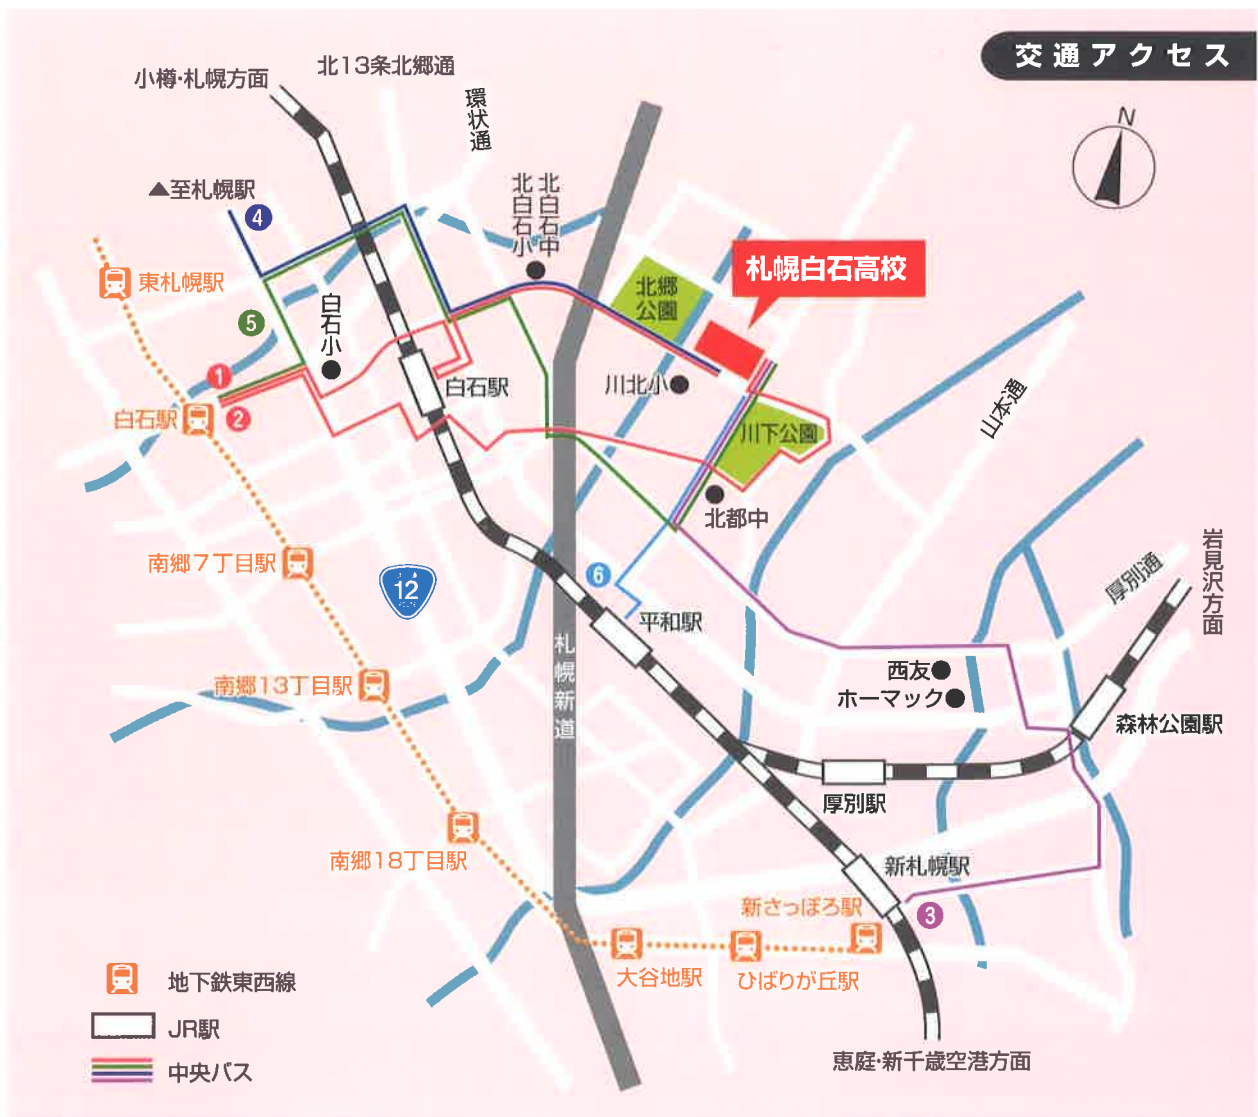 交通アクセス
小樽・札幌方面
北13条北郷通
環状通
N
▲至札幌駅
4
北白石中
北白石小
東札幌駅
札幌白石高校
北郷公園
5
白石小
1
白石駅
川北小
白石駅
2
川下公園
山本通
北都中
南郷7丁目駅
12
6
平和駅
厚別通
岩見沢方面
札幌新道
南郷13丁目駅
西友
ホーマック
森林公園駅
厚別駅
南郷18丁目駅
新札幌駅
新さっぽろ駅
3
大谷地駅
ひばりが丘駅
地下鉄東西線
JR駅
中央バス
恵庭・新千歳空港方面